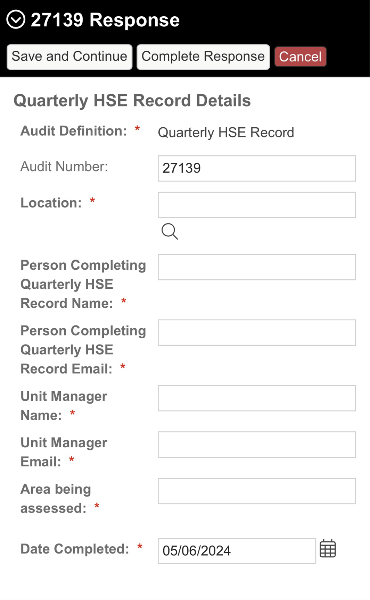 27139 Response
Save and Continue Complete Response Cancel
Quarterly HSE Record Details
Audit Definition: * Quarterly HSE Record
Audit Number: 27139
Location: *
Person Completing
Quarterly HSE
Record Name: *
Person Completing
Quarterly HSE
Record Email: *
Unit Manager
Name: *
Unit Manager
Email: *
Area being
assessed: *
Date Completed: * 05/06/2024